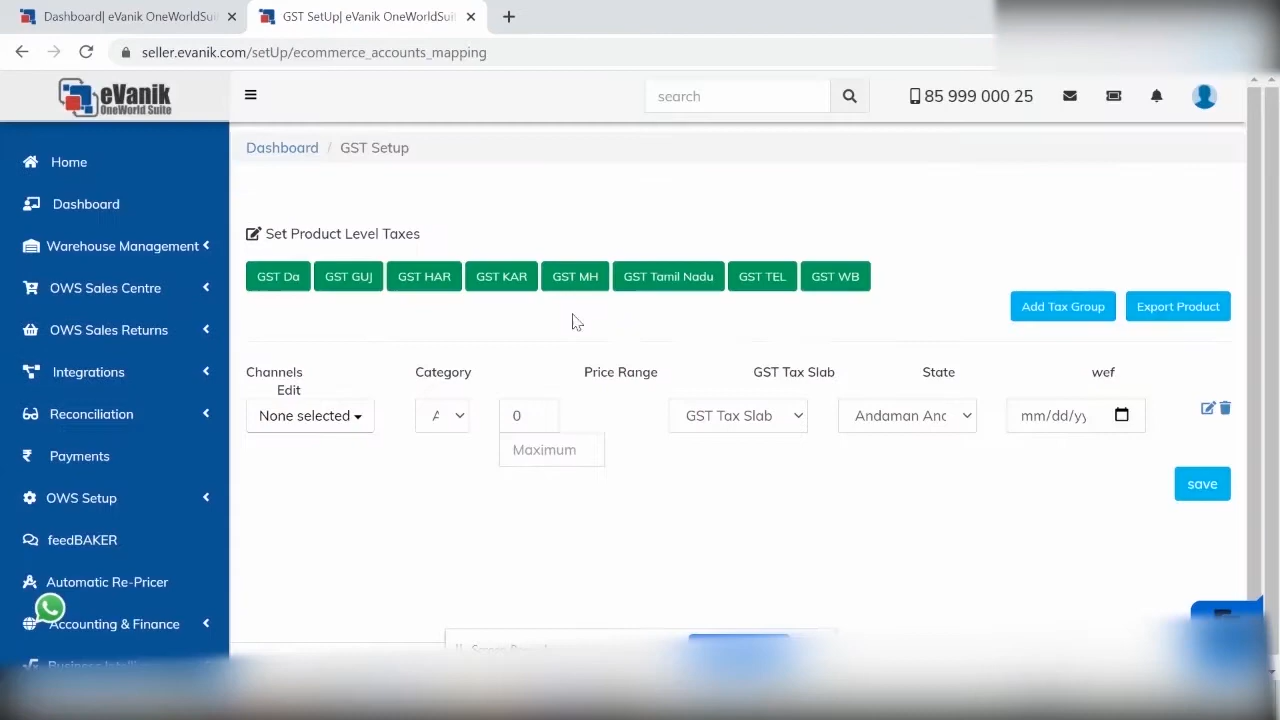 Dashboard| eVanik OneWorldSuit
GST SetUp| eVanik OneWorldSuit
seller.evanik.com/setUp/ecommerce_accounts_mapping
eVanik
OneWorld Suite
search
85 999 000 25
Home
Dashboard
Warehouse Management
OWS Sales Centre
OWS Sales Returns
Integrations
Reconciliation
Payments
OWS Setup
feedBAKER
Automatic Re-Pricer
Accounting & Finance
Dashboard / GST Setup
Set Product Level Taxes
GST Da GST GUJ GST HAR GST KAR GST MH GST Tamil Nadu GST TEL GST WB
Add Tax Group Export Product
Channels Category Price Range GST Tax Slab State wef
Edit
None selected A 0 GST Tax Slab Andaman Anc mm/dd/yy
Maximum
save